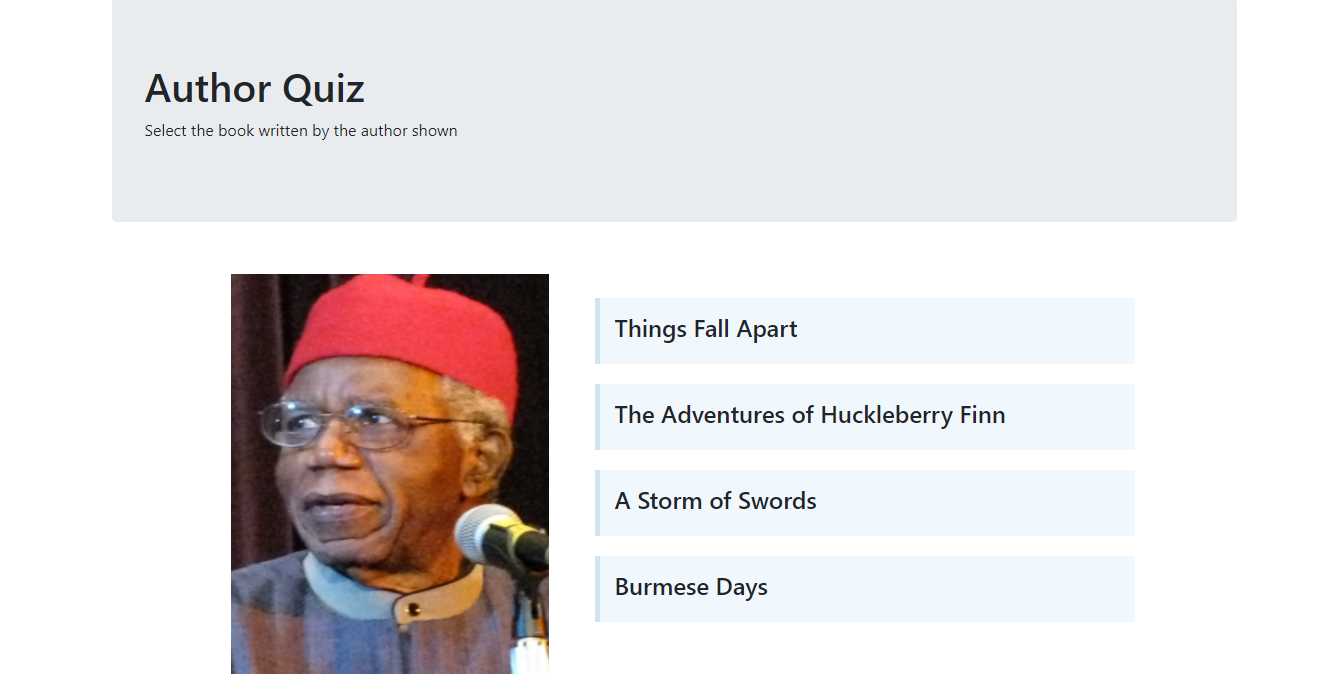 Author Quiz
Select the book written by the author shown
Things Fall Apart
The Adventures of Huckleberry Finn
A Storm of Swords
Burmese Days